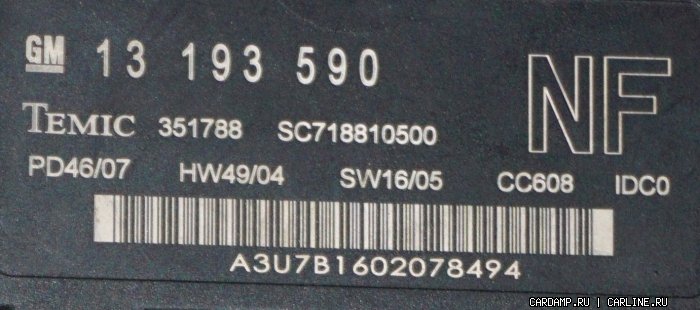 GM 13 193 590 NF
TEMIC 351788 SC718810500
PD46/07 HW49/04 SW16/05 CC608 IDC0
A3U7B1602078494
CARDAMP.RU | CARLINE.RU